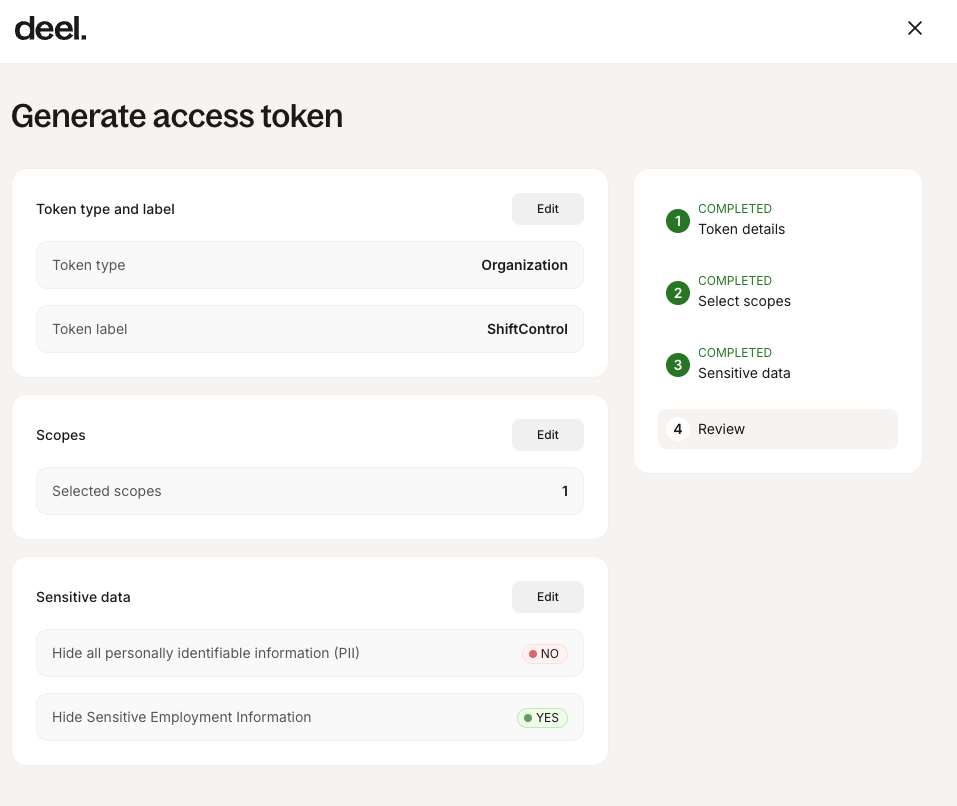 deel.
Generate access token
Token type and label
Edit
Token type
Organization
Token label
ShiftControl
Scopes
Edit
Selected scopes
1
Sensitive data
Edit
Hide all personally identifiable information (PII)
NO
Hide Sensitive Employment Information
YES
1
COMPLETED
Token details
2
COMPLETED
Select scopes
3
COMPLETED
Sensitive data
4
Review